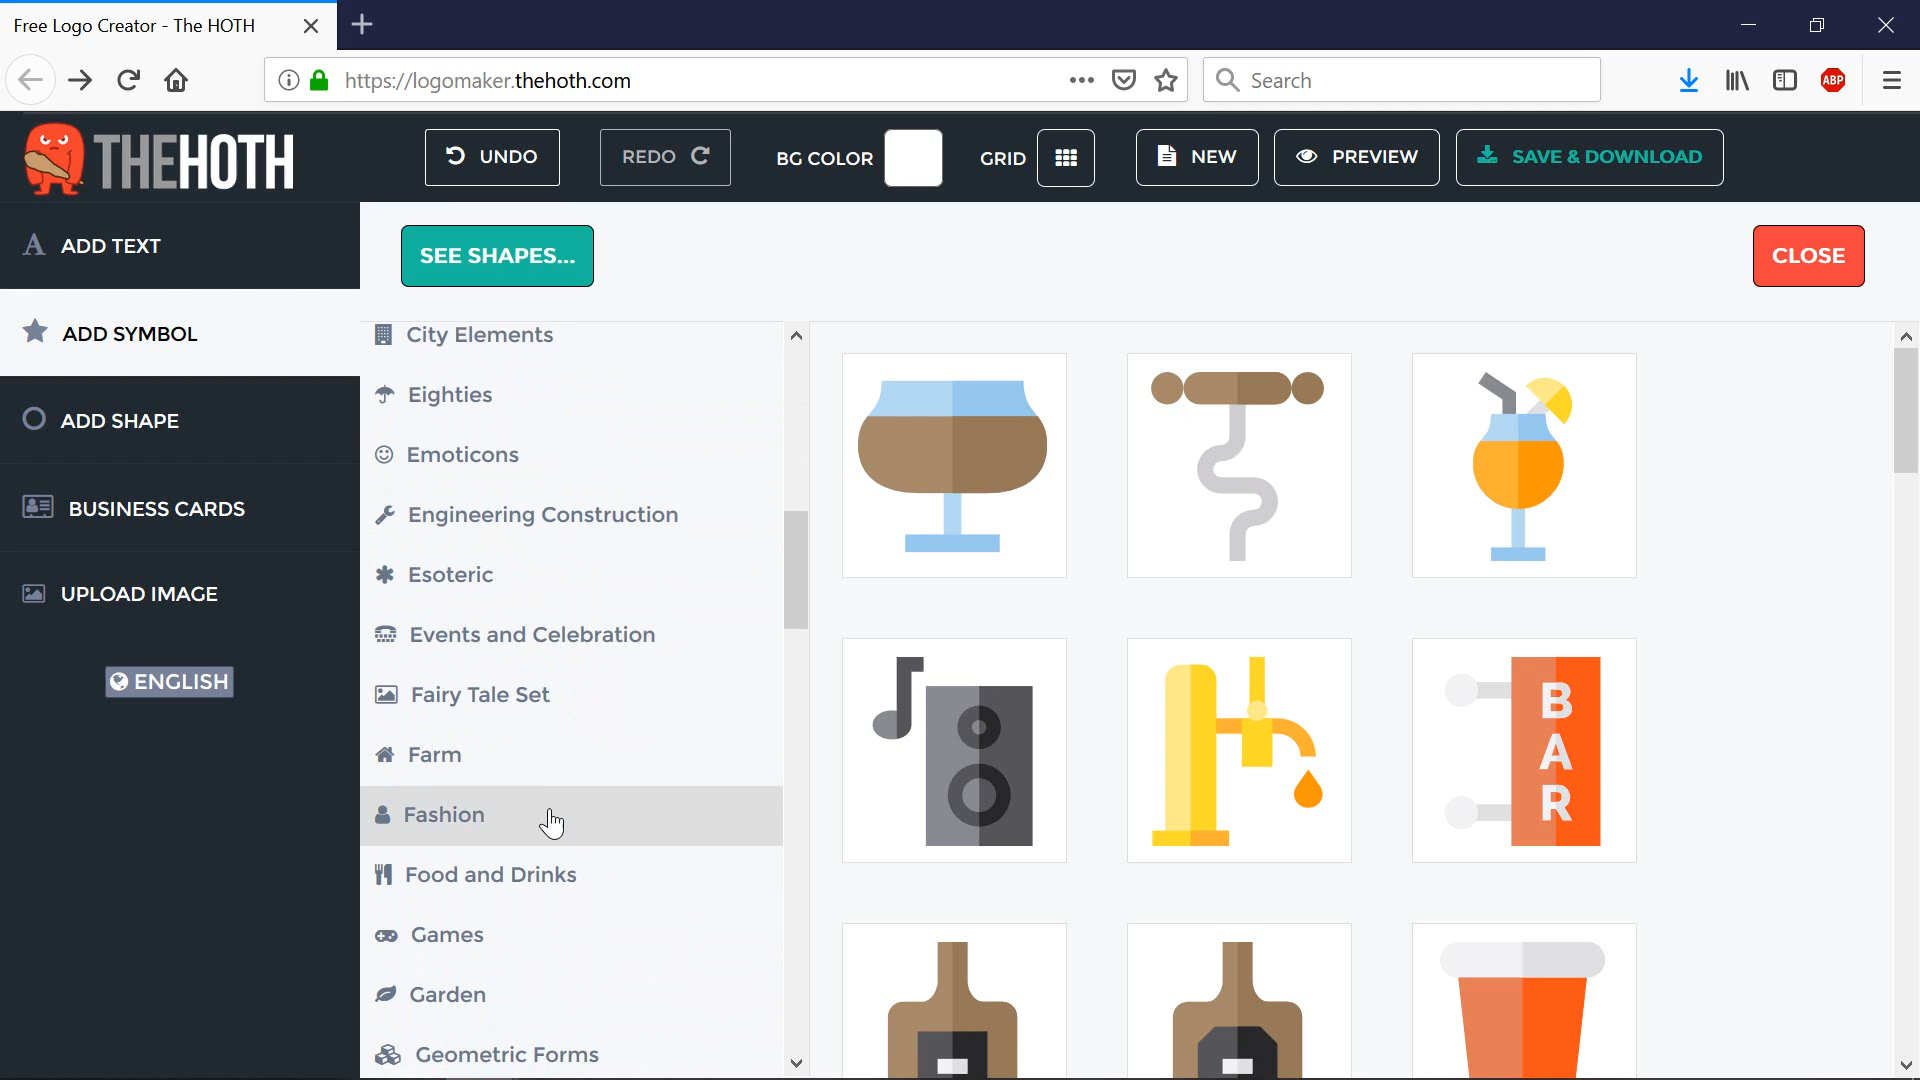 Free Logo Creator - The HOTH
https://logomaker.thehoth.com
Search
ABP
THEHOTH
UNDO
REDO
BG COLOR
GRID
NEW
PREVIEW
SAVE & DOWNLOAD
ADD TEXT
ADD SYMBOL
ADD SHAPE
BUSINESS CARDS
UPLOAD IMAGE
ENGLISH
SEE SHAPES...
CLOSE
City Elements
Eighties
Emoticons
Engineering Construction
Esoteric
Events and Celebration
Fairy Tale Set
Farm
Fashion
Food and Drinks
Games
Garden
Geometric Forms
BAR